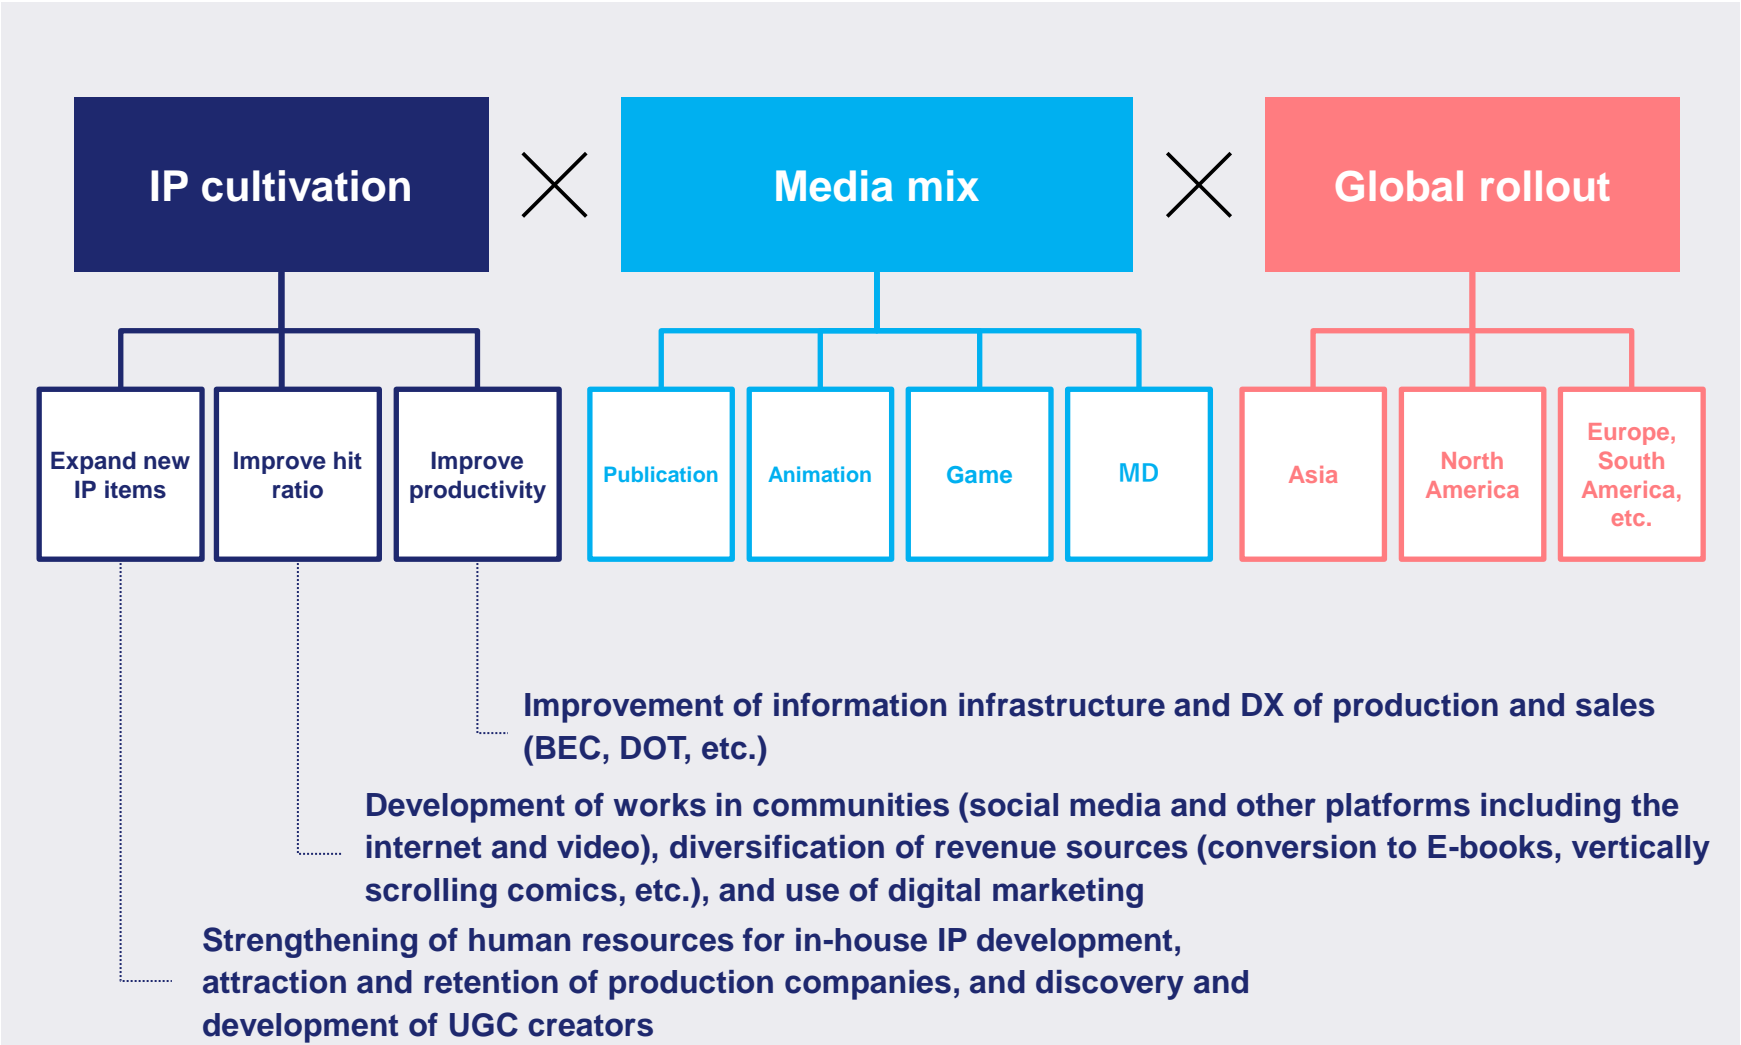 IP cultivation
Media mix
Global rollout
Expand new
IP items
Improve hit
ratio
Improve
productivity
Publication
Animation
Game
MD
Asia
North
America
Europe,
South
America,
etc.
Improvement of information infrastructure and DX of production and sales
(BEC, DOT, etc.)
Development of works in communities (social media and other platforms including the
internet and video), diversification of revenue sources (conversion to E-books, vertically
scrolling comics, etc.), and use of digital marketing
Strengthening of human resources for in-house IP development,
attraction and retention of production companies, and discovery and
development of UGC creators